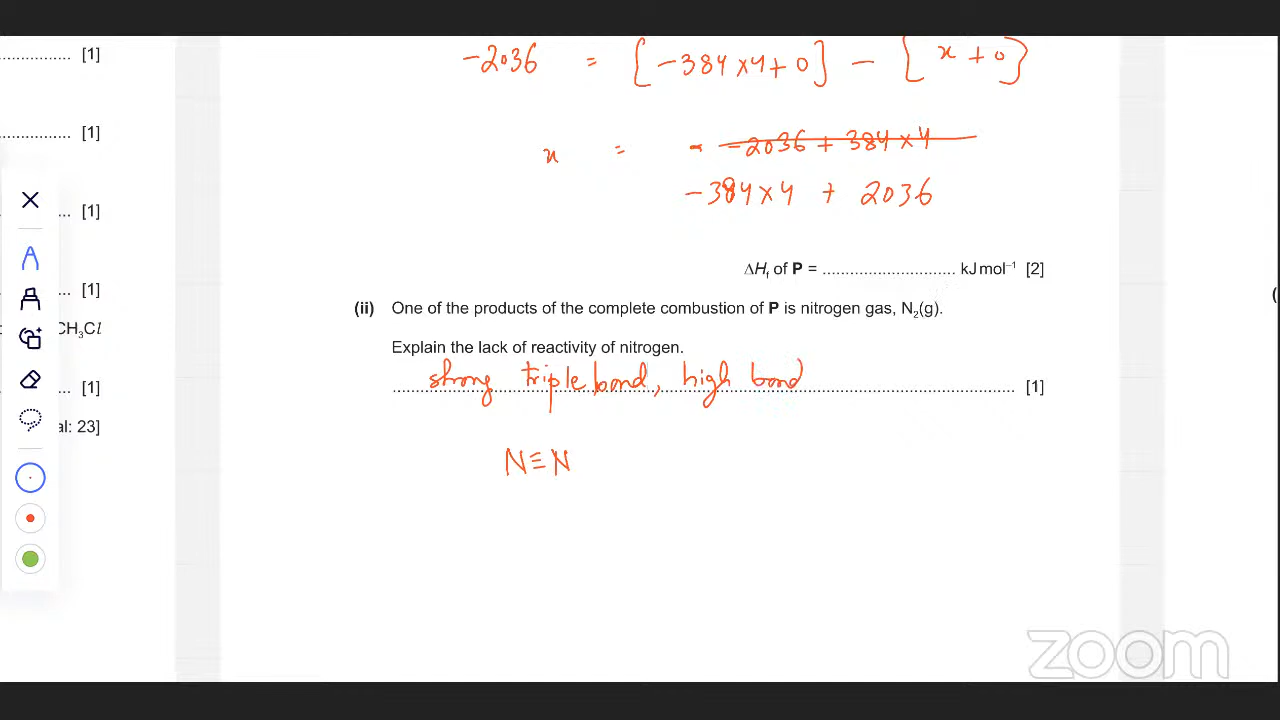 .................. [1]
-2036 = [-384×4+0] - [x+0]
.................. [1]
x = - -2036 + 384×4
-384×4 + 2036
.. [1]
ΔHf of P = ............................. kJ mol⁻¹ [2]
.. [1]
(ii) One of the products of the complete combustion of P is nitrogen gas, N₂(g).
CH₃Cl
Explain the lack of reactivity of nitrogen.
strong triple bond, high bond [1]
.. [1]
al: 23]
N≡N
zoom